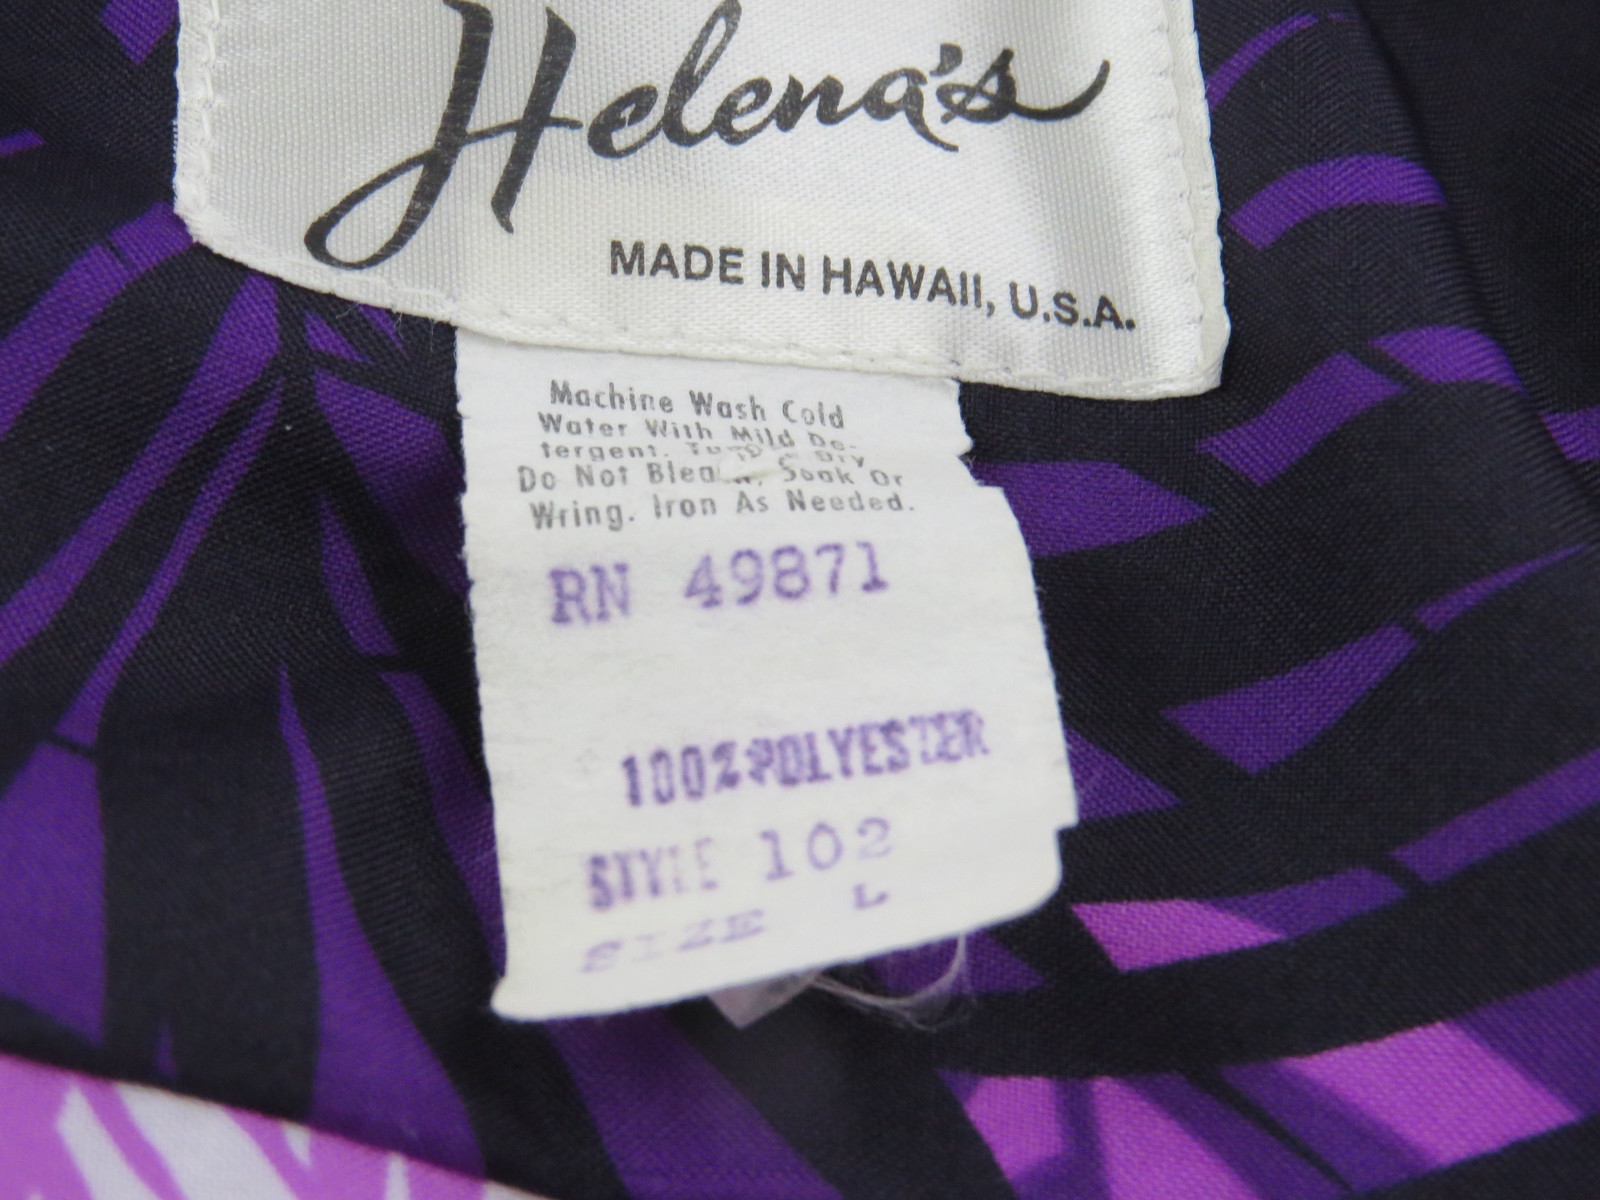 Helena's
MADE IN HAWAII, U.S.A.
Machine Wash Cold
Water With Mild De-
tergent. Dry
Do Not Soak Or
Wring. Iron As Needed.
RN 49871
100% POLYESTER
STYLE 102
SIZE L